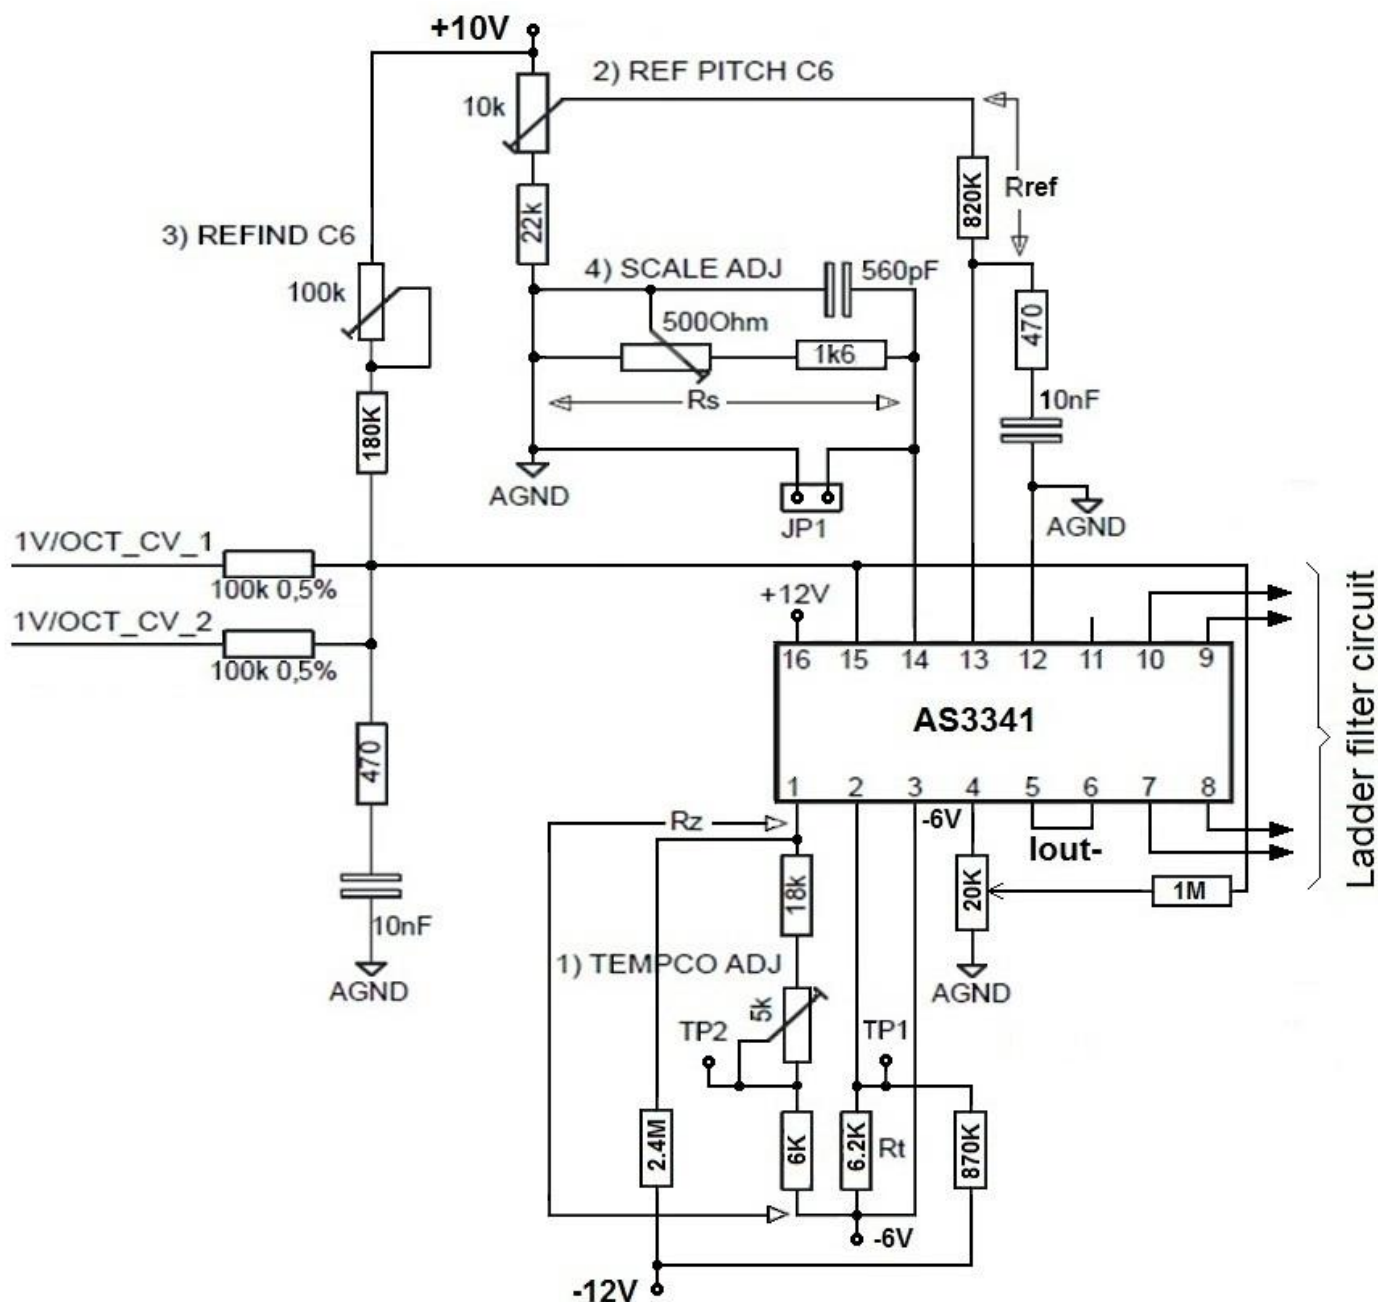 +10V
2) REF PITCH C6
10k
820K
Rref
22k
3) REFIND C6
100k
4) SCALE ADJ
560pF
500Ohm
470
1k6
Rs
10nF
180K
AGND
JP1
AGND
1V/OCT_CV_1
100k 0,5%
+12V
1V/OCT_CV_2
100k 0,5%
16 15 14 13 12 11 10 9
AS3341
1 2 3 4 5 6 7 8
Ladder filter circuit
470
Rz
-6V
Iout-
18k
20K
1M
10nF
1) TEMPCO ADJ
AGND
AGND
5k
TP2
TP1
2.4M
6K
6.2K
Rt
870K
-6V
-12V